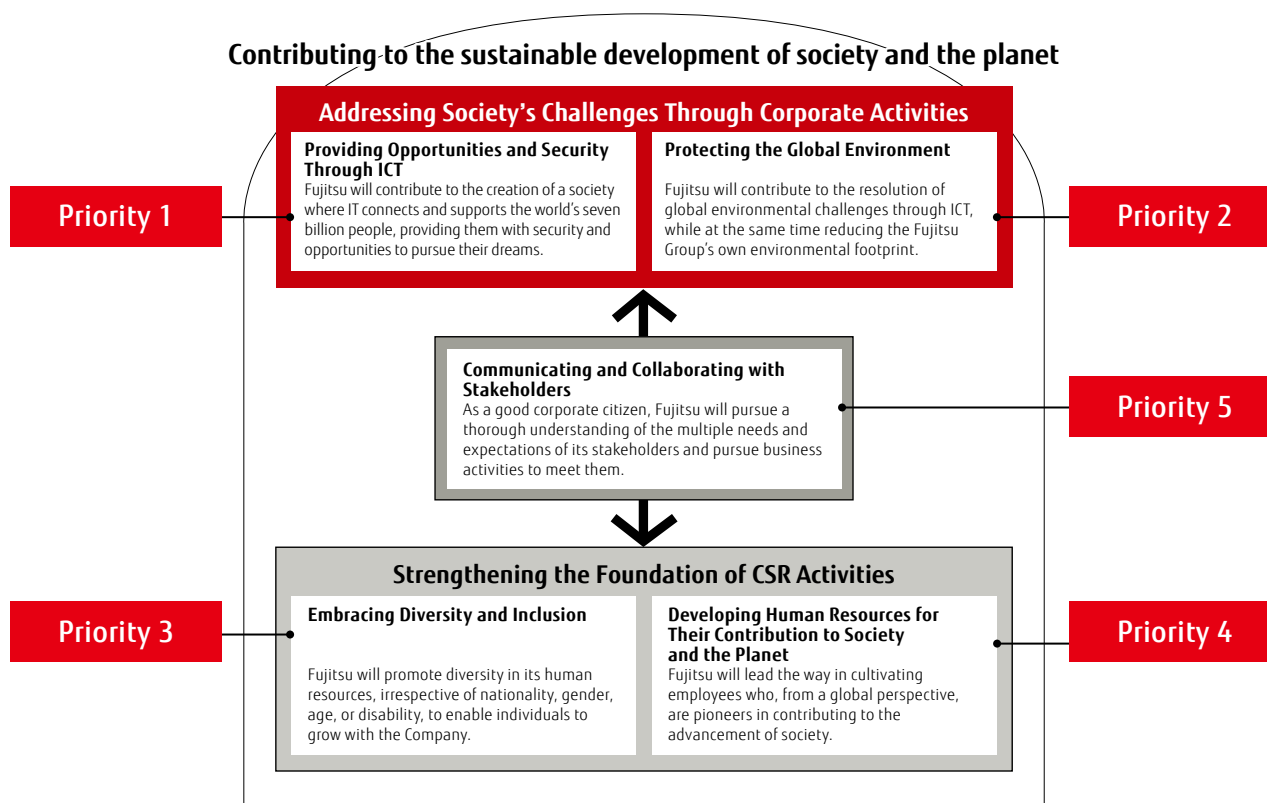 Contributing to the sustainable development of society and the planet
Addressing Society's Challenges Through Corporate Activities
Priority 1
Providing Opportunities and Security
Through ICT
Fujitsu will contribute to the creation of a society
where IT connects and supports the world's seven
billion people, providing them with security and
opportunities to pursue their dreams.
Protecting the Global Environment
Fujitsu will contribute to the resolution of
global environmental challenges through ICT,
while at the same time reducing the Fujitsu
Group's own environmental footprint.
Priority 2
Communicating and Collaborating with
Stakeholders
As a good corporate citizen, Fujitsu will pursue a
thorough understanding of the multiple needs and
expectations of its stakeholders and pursue business
activities to meet them.
Priority 5
Strengthening the Foundation of CSR Activities
Priority 3
Embracing Diversity and Inclusion
Fujitsu will promote diversity in its human
resources, irrespective of nationality, gender,
age, or disability, to enable individuals to
grow with the Company.
Developing Human Resources for
Their Contribution to Society
and the Planet
Fujitsu will lead the way in cultivating
employees who, from a global perspective,
are pioneers in contributing to the
advancement of society.
Priority 4